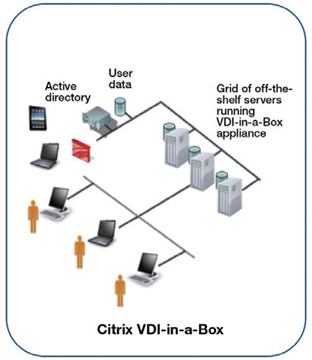 Active
directory
User
data
Grid of off-the-
shelf servers
running
VDI-in-a-Box
appliance
Citrix VDI-in-a-Box